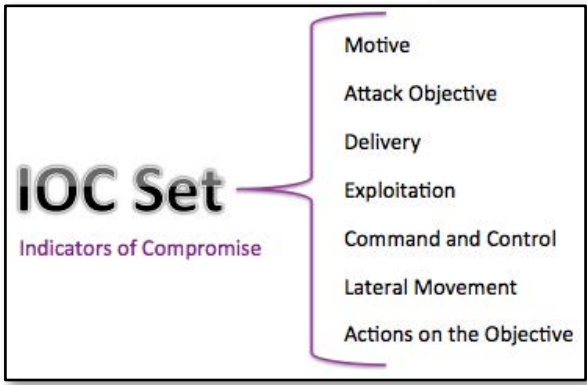 IOC Set
Indicators of Compromise
Motive
Attack Objective
Delivery
Exploitation
Command and Control
Lateral Movement
Actions on the Objective